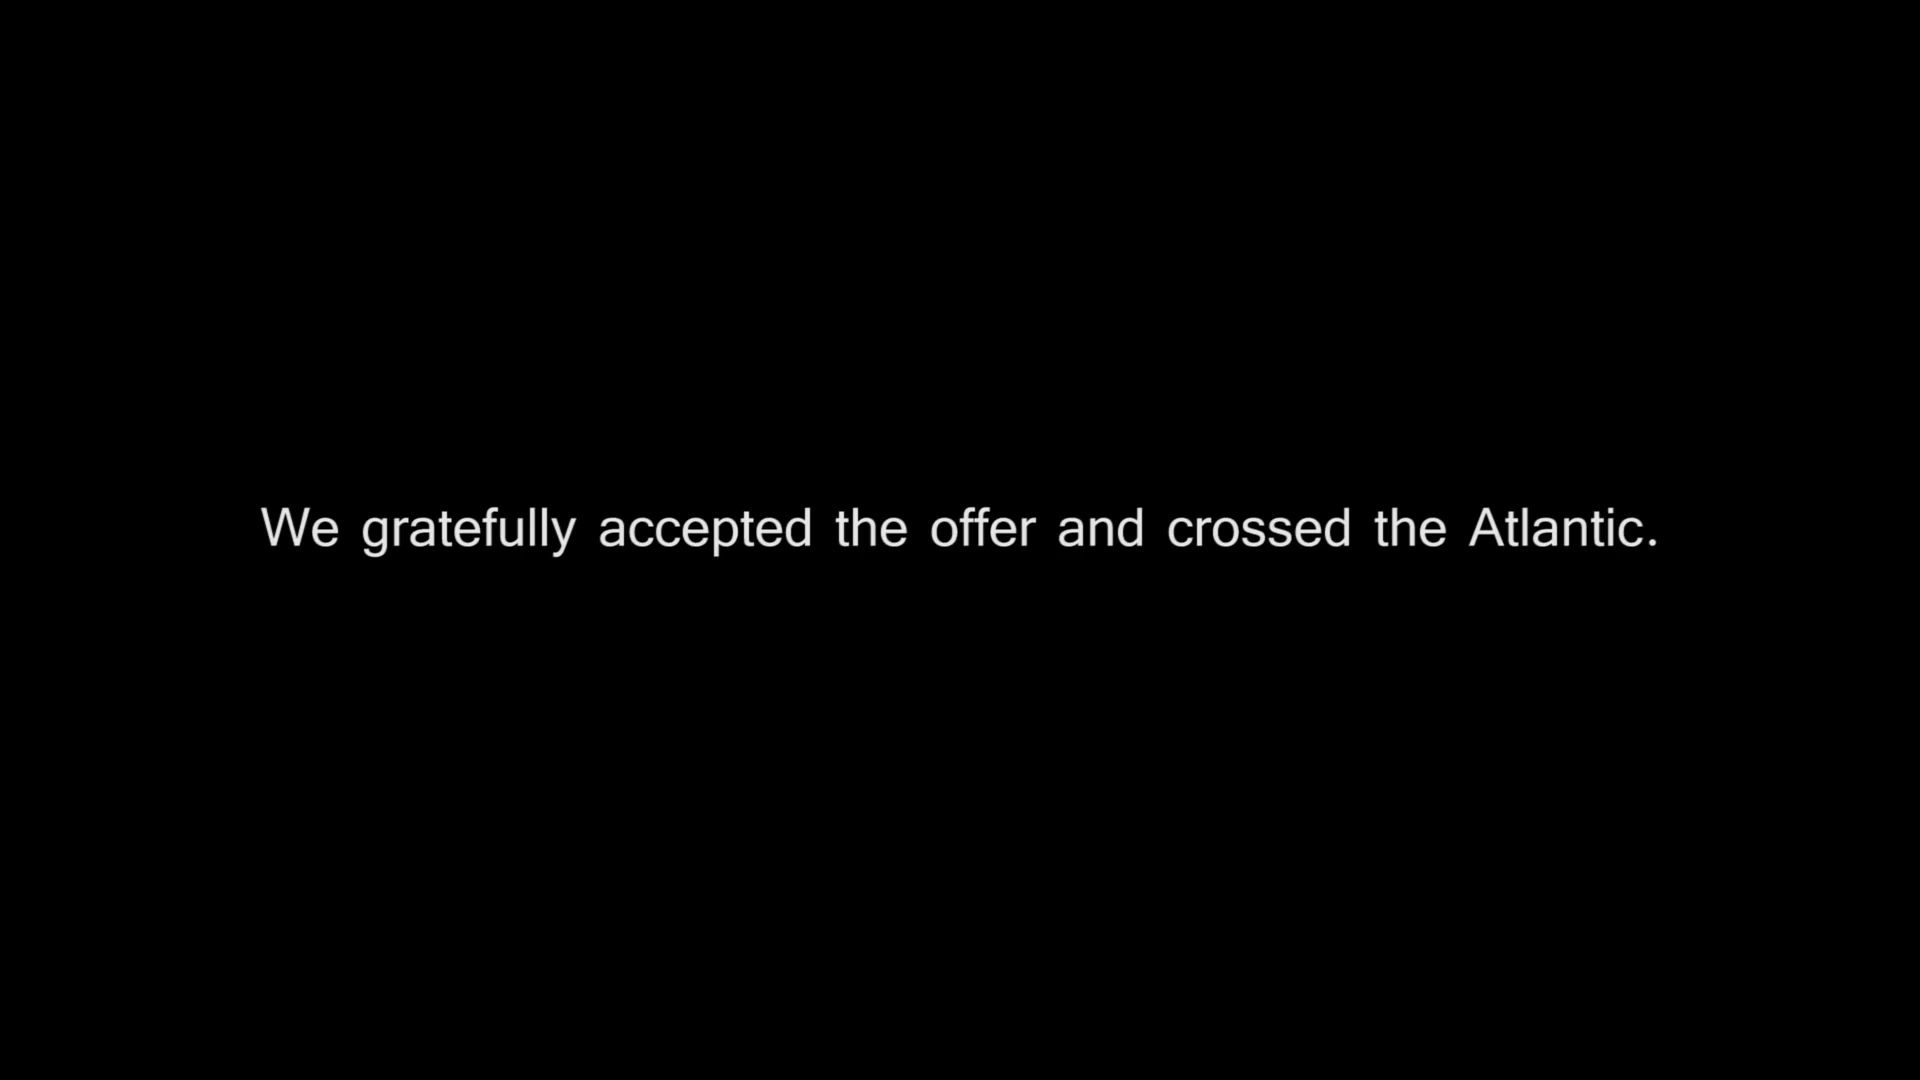 We gratefully accepted the offer and crossed the Atlantic.